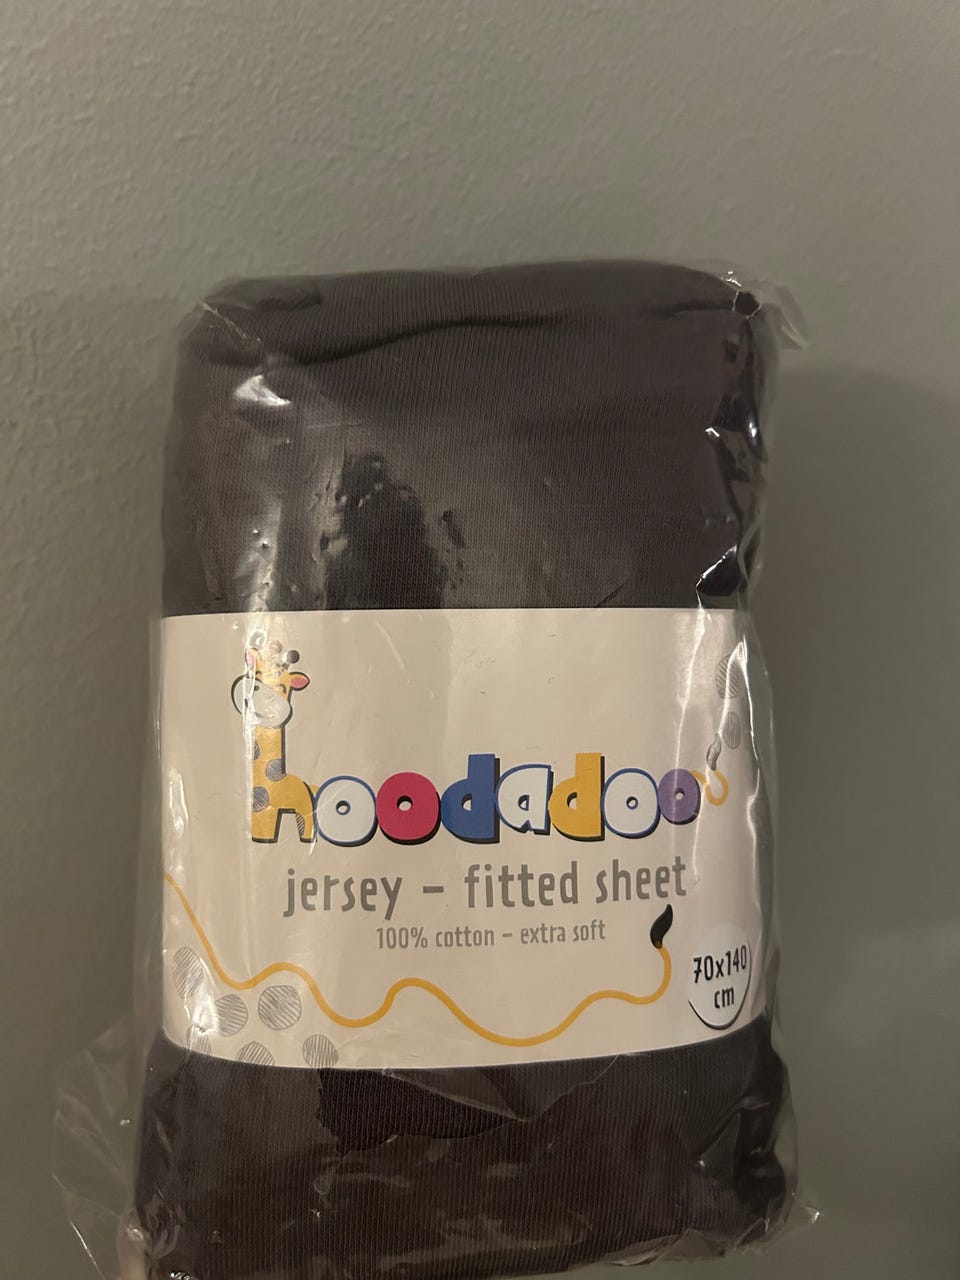 hoodadoo
jersey – fitted sheet
100% cotton – extra soft
70x140
cm